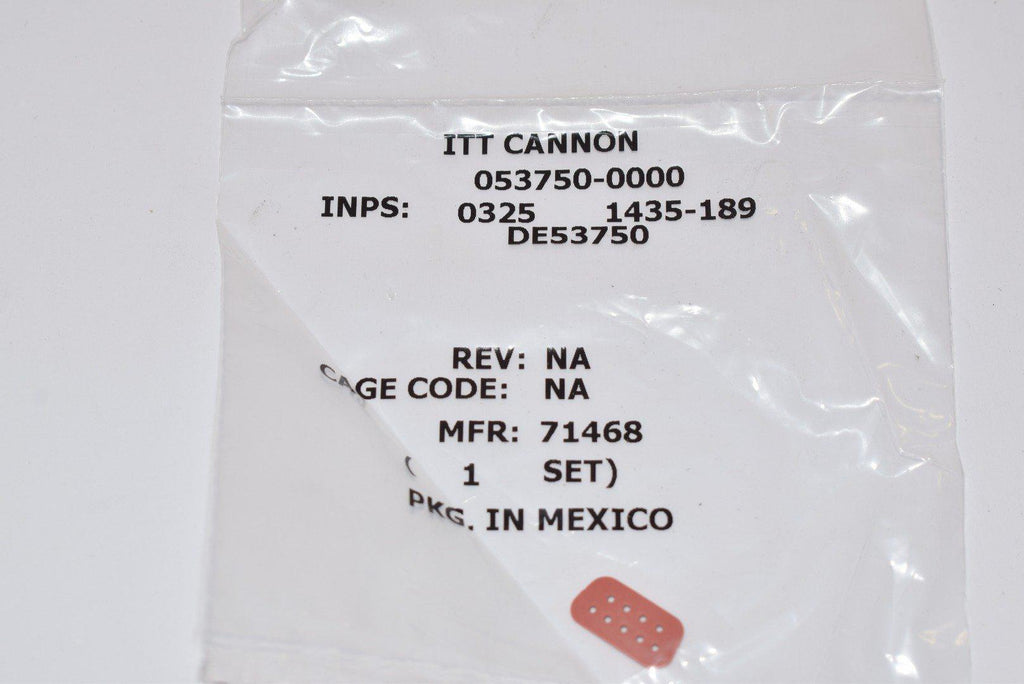 ITT CANNON
053750-0000
INPS: 0325 1435-189
DE53750
REV: NA
CAGE CODE: NA
MFR: 71468
( 1 SET)
PKG. IN MEXICO